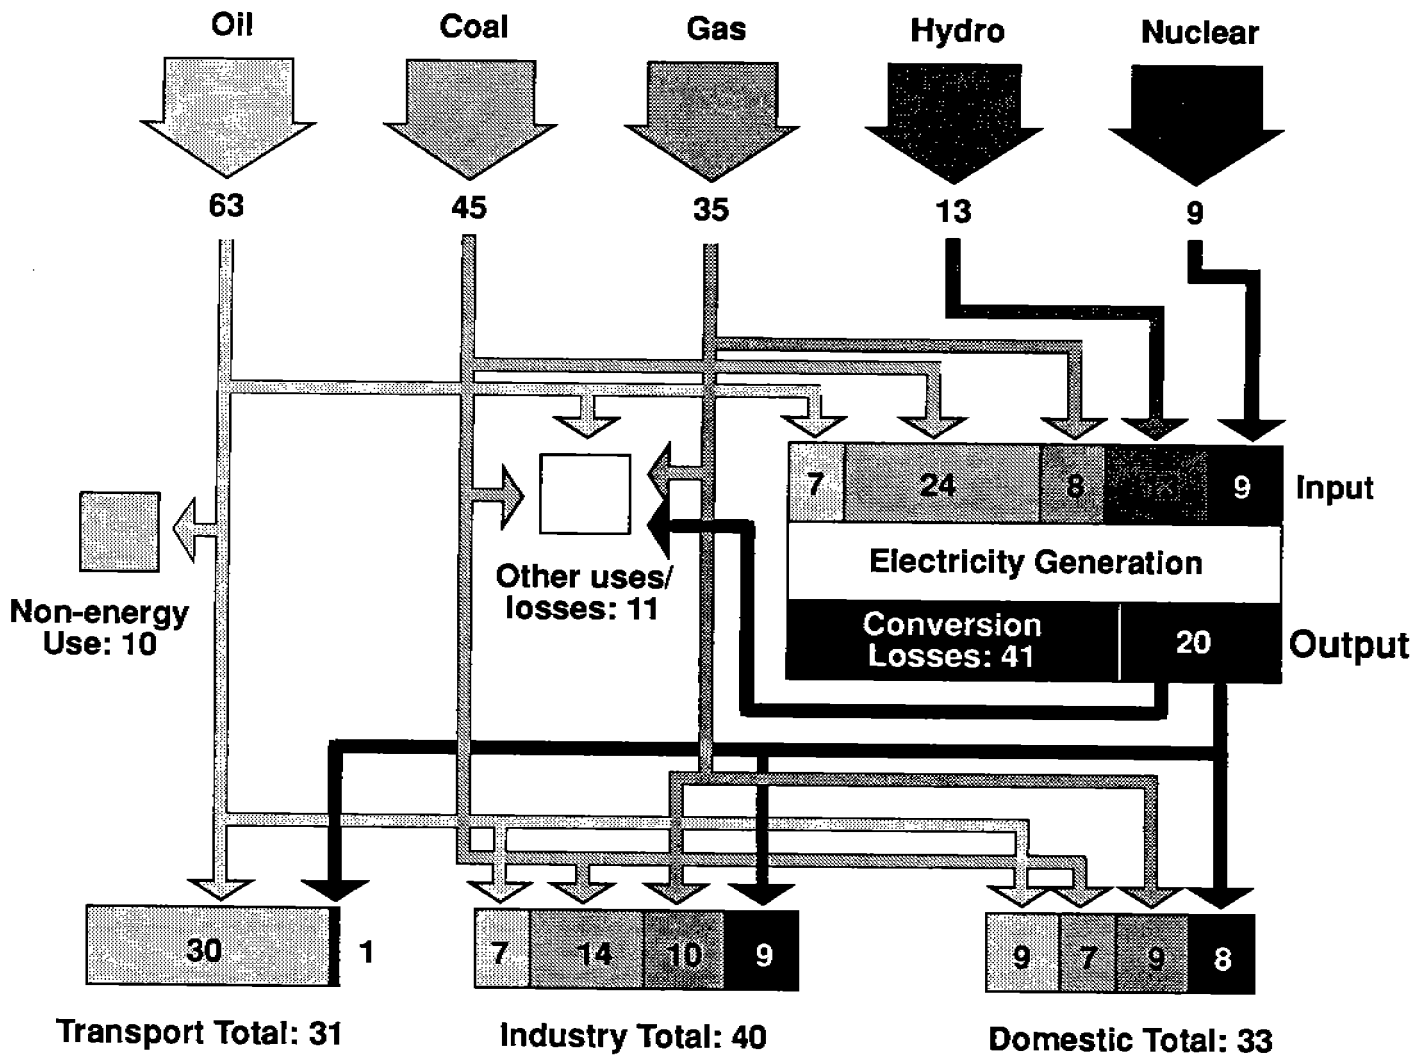 Oil Coal Gas Hydro Nuclear
63 45 35 13 9
7 24 8 9 Input
Electricity Generation
Other uses/
losses: 11
Non-energy
Use: 10
Conversion
Losses: 41
20 Output
30 1
7 14 10 9
9 7 9 8
Transport Total: 31
Industry Total: 40
Domestic Total: 33